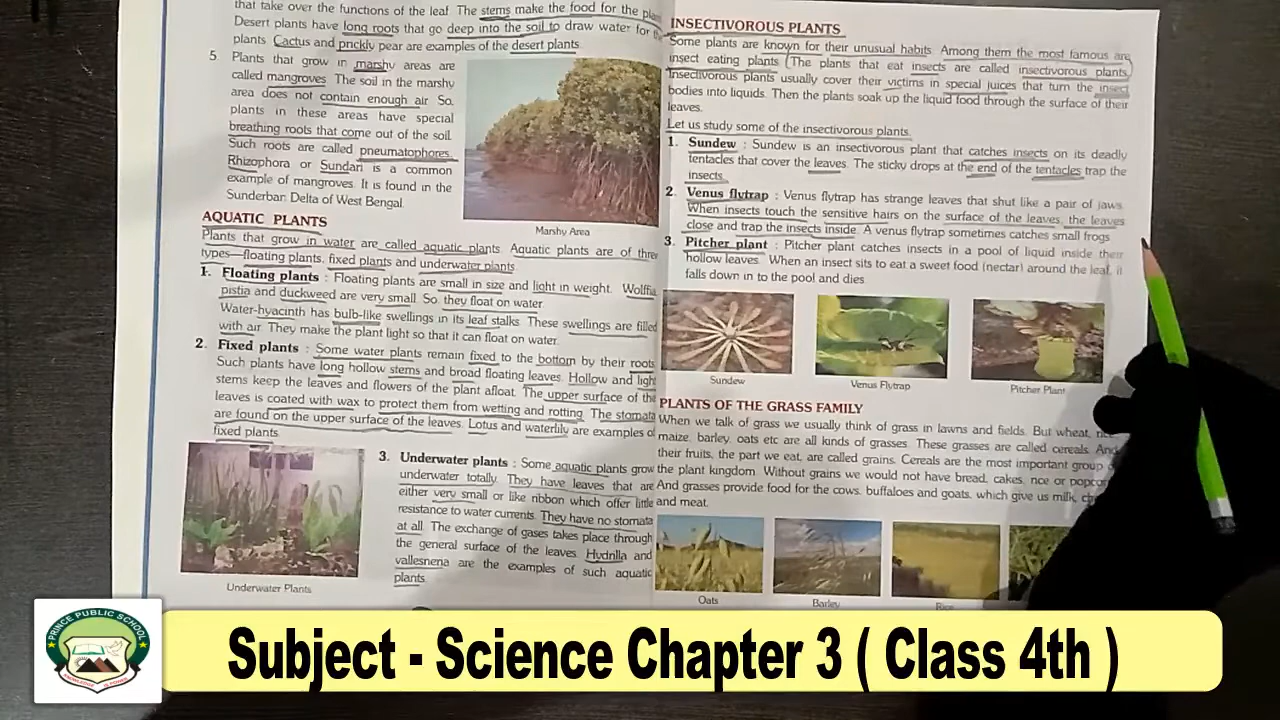 that take over the functions of the leaf. The stems make the food for the
Desert plants have long roots that go deep into the soil to draw water for
plants. Cactus and prickly pear are examples of the desert plants.
5. Plants that grow in marshy areas are
called mangroves. The soil in the marshy
area does not contain enough air. So,
plants in these areas have special
breathing roots that come out of the soil.
Such roots are called pneumatophores.
Rhizophora or Sundari is a common
example of mangroves. It is found in the
Sunderban Delta of West Bengal.
Marshy Area
AQUATIC PLANTS
Plants that grow in water are called aquatic plants. Aquatic plants are of three
types—floating plants, fixed plants and underwater plants.
1. Floating plants : Floating plants are small in size and light in weight. Wolffia,
pistia and duckweed are very small. So, they float on water.
Water-hyacinth has bulb-like swellings in its leaf stalks. These swellings are filled
with air. They make the plant light so that it can float on water.
2. Fixed plants : Some water plants remain fixed to the bottom by their roots.
Such plants have long hollow stems and broad floating leaves. Hollow and light
stems keep the leaves and flowers of the plant afloat. The upper surface of the
leaves is coated with wax to protect them from wetting and rotting. The stomata
are found on the upper surface of the leaves. Lotus and waterlily are examples of
fixed plants.
Underwater Plants
3. Underwater plants : Some aquatic plants grow
underwater totally. They have leaves that are
either very small or like ribbon which offer little
resistance to water currents. They have no stomata
at all. The exchange of gases takes place through
the general surface of the leaves. Hydrilla and
vallesneria are the examples of such aquatic
plants.
INSECTIVOROUS PLANTS
Some plants are known for their unusual habits. Among them the most famous are
insect eating plants. (The plants that eat insects are called insectivorous plants.)
Insectivorous plants usually cover their victims in special juices that turn the insect
bodies into liquids. Then the plants soak up the liquid food through the surface of their
leaves.
Let us study some of the insectivorous plants.
1. Sundew : Sundew is an insectivorous plant that catches insects on its deadly
tentacles that cover the leaves. The sticky drops at the end of the tentacles trap the
insects.
2. Venus flytrap : Venus flytrap has strange leaves that shut like a pair of jaws.
When insects touch the sensitive hairs on the surface of the leaves, the leaves
close and trap the insects inside. A venus flytrap sometimes catches small frogs.
3. Pitcher plant : Pitcher plant catches insects in a pool of liquid inside their
hollow leaves. When an insect sits to eat a sweet food (nectar) around the leaf, it
falls down in to the pool and dies.
Sundew
Venus Flytrap
Pitcher Plant
PLANTS OF THE GRASS FAMILY
When we talk of grass we usually think of grass in lawns and fields. But wheat,
maize, barley, oats etc are all kinds of grasses. These grasses are called cereals. And
their fruits, the part we eat, are called grains. Cereals are the most important group
the plant kingdom. Without grains we would not have bread, cakes, rice or popcorn.
And grasses provide food for the cows, buffaloes and goats, which give us milk,
and meat.
Oats
Barley
Rice
PRINCE PUBLIC SCHOOL
Subject - Science Chapter 3 ( Class 4th )